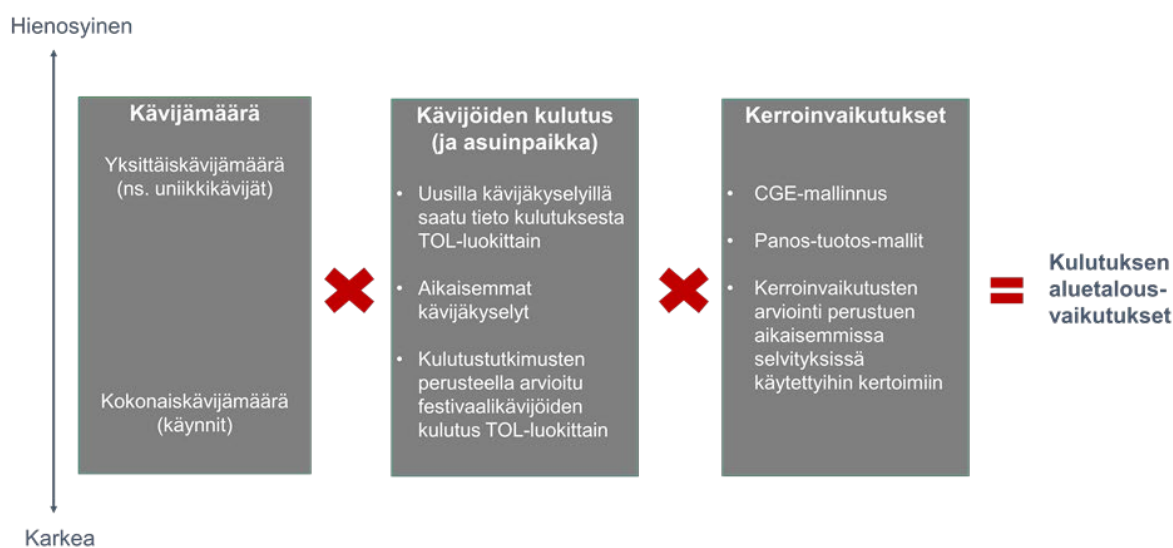 Hienosyinen
Kävijämäärä
Yksittäiskävijämäärä
(ns. uniikkikävijät)
Kokonaiskävijämäärä
(käynnit)
Kävijöiden kulutus
(ja asuinpaikka)
• Uusilla kävijäkyselyillä
saatu tieto kulutuksesta
TOL-luokittain
• Aikaisemmat
kävijäkyselyt
• Kulutustutkimusten
perusteella arvioitu
festivaalikävijöiden
kulutus TOL-luokittain
Kerroinvaikutukset
• CGE-mallinnus
• Panos-tuotos-mallit
• Kerroinvaikutusten
arviointi perustuen
aikaisemmissa
selvityksissä
käytettyihin kertoimiin
Kulutuksen
aluetalous-
vaikutukset
Karkea